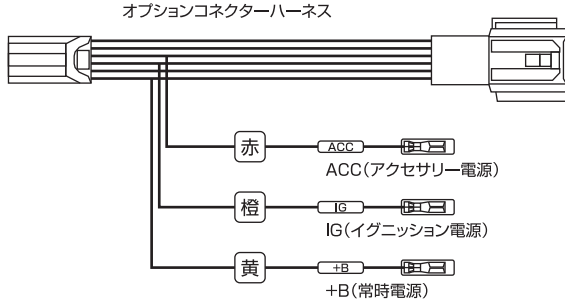 オプションコネクターハーネス
赤
ACC
ACC(アクセサリー電源)
橙
IG
IG(イグニッション電源)
黄
+B
+B(常時電源)